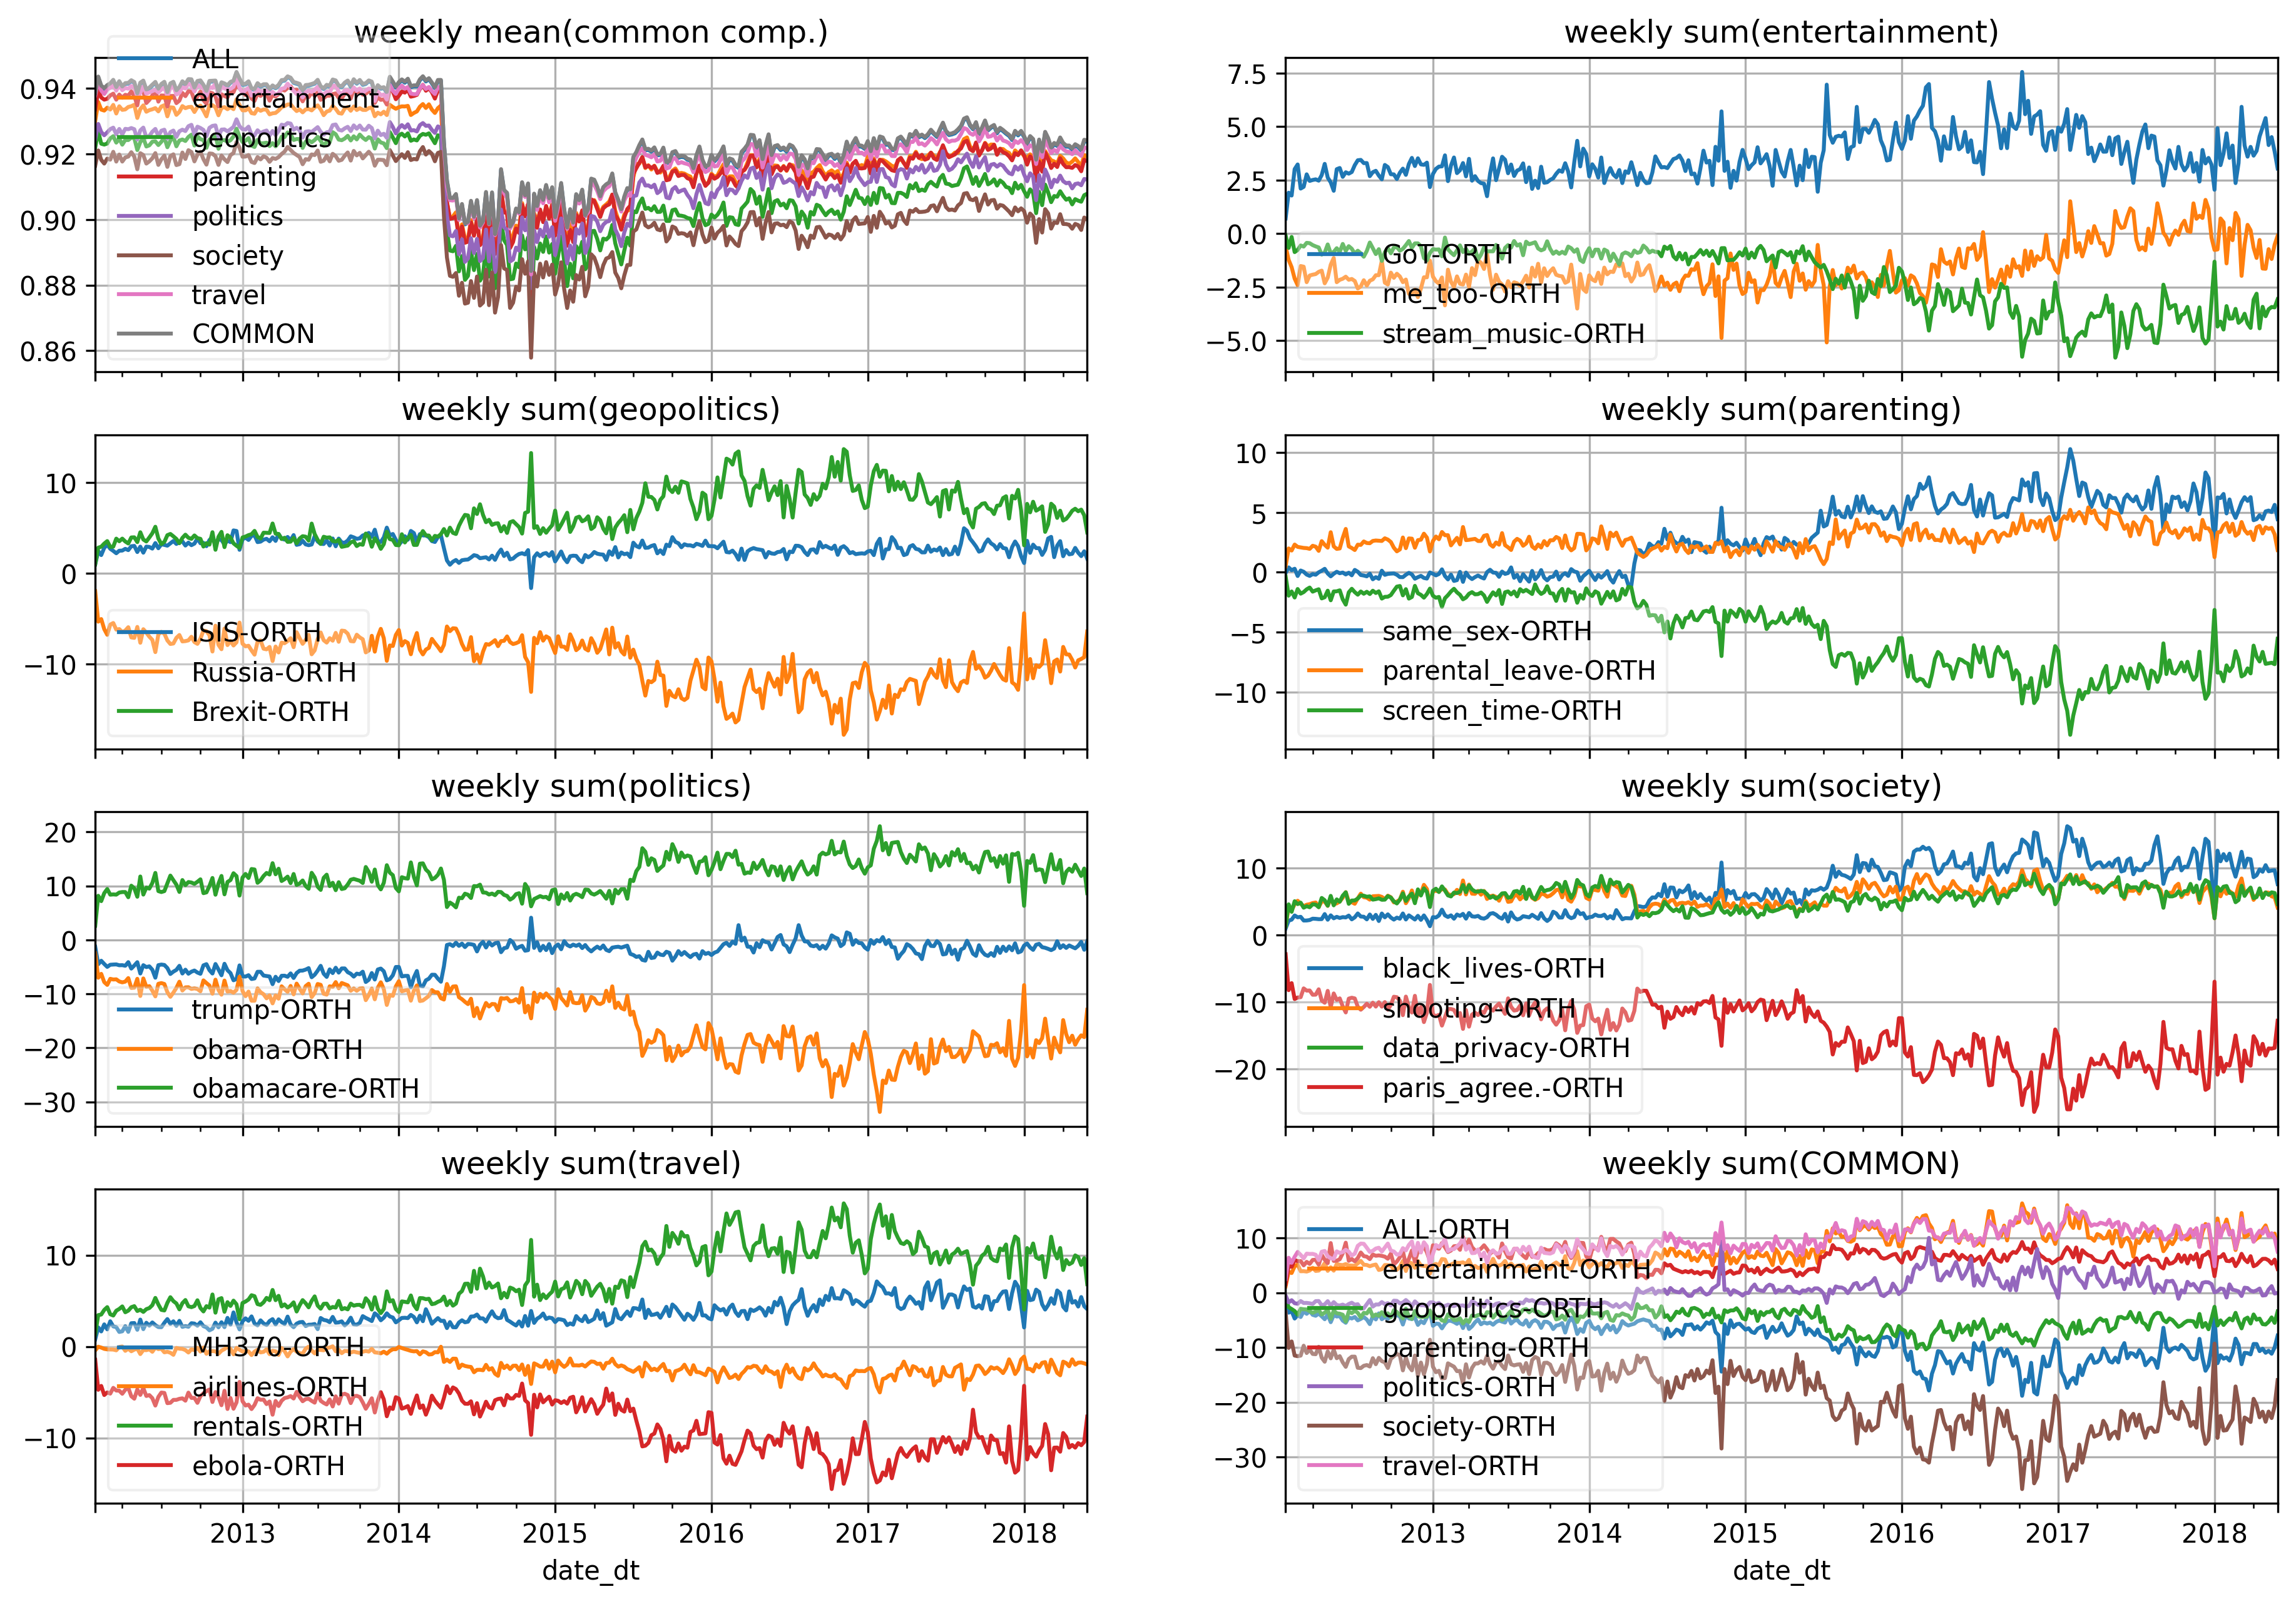 weekly mean(common comp.)
0.94
0.92
0.90
0.88
0.86
ALL
entertainment
geopolitics
parenting
politics
society
travel
COMMON
weekly sum(entertainment)
7.5
5.0
2.5
0.0
−2.5
−5.0
GoT-ORTH
me_too-ORTH
stream_music-ORTH
weekly sum(geopolitics)
10
0
−10
ISIS-ORTH
Russia-ORTH
Brexit-ORTH
weekly sum(parenting)
10
5
0
−5
−10
same_sex-ORTH
parental_leave-ORTH
screen_time-ORTH
weekly sum(politics)
20
10
0
−10
−20
−30
trump-ORTH
obama-ORTH
obamacare-ORTH
weekly sum(society)
10
0
−10
−20
black_lives-ORTH
shooting-ORTH
data_privacy-ORTH
paris_agree.-ORTH
weekly sum(travel)
10
0
−10
MH370-ORTH
airlines-ORTH
rentals-ORTH
ebola-ORTH
2013 2014 2015 2016 2017 2018
date_dt
weekly sum(COMMON)
10
0
−10
−20
−30
ALL-ORTH
entertainment-ORTH
geopolitics-ORTH
parenting-ORTH
politics-ORTH
society-ORTH
travel-ORTH
2013 2014 2015 2016 2017 2018
date_dt